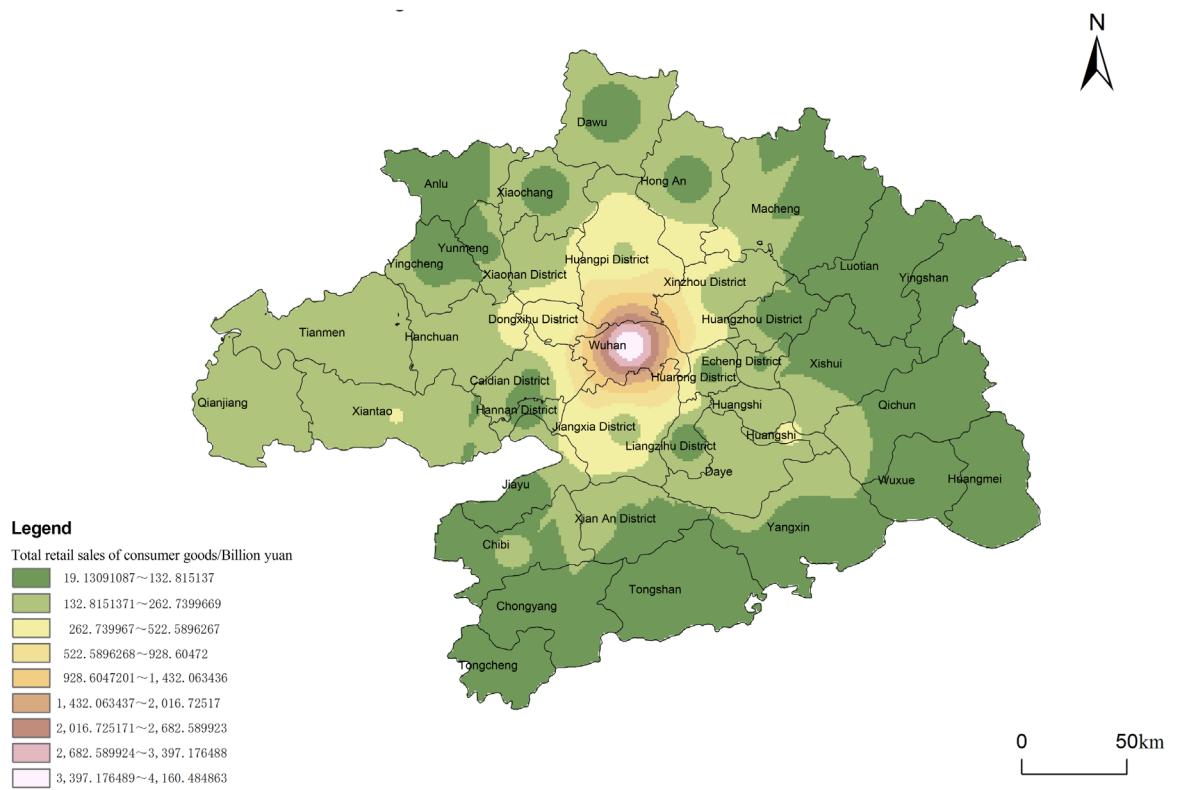 N
Dawu
Anlu
Xiaochang
Hong An
Macheng
Yunmeng
Yingcheng
Huangpi District
Xiaonan District
Xinzhou District
Luotian
Yingshan
Dongxihu District
Huangzhou District
Tianmen
Hanchuan
Wuhan
Echeng District
Xishui
Huarong District
Caidian District
Qianjiang
Xiantao
Hannan District
Huangshi
Qichun
Jiangxia District
Huangshi
Liangzihu District
Daye
Wuxue
Huangmei
Jiayu
Xian An District
Yangxin
Chibi
Tongshan
Chongyang
Tongcheng
Legend
Total retail sales of consumer goods/Billion yuan
19.13091087～132.815137
132.8151371～262.7399669
262.739967～522.5896267
522.5896268～928.60472
928.6047201～1,432.063436
1,432.063437～2,016.72517
2,016.725171～2,682.589923
2,682.589924～3,397.176488
3,397.176489～4,160.484863
0 50km